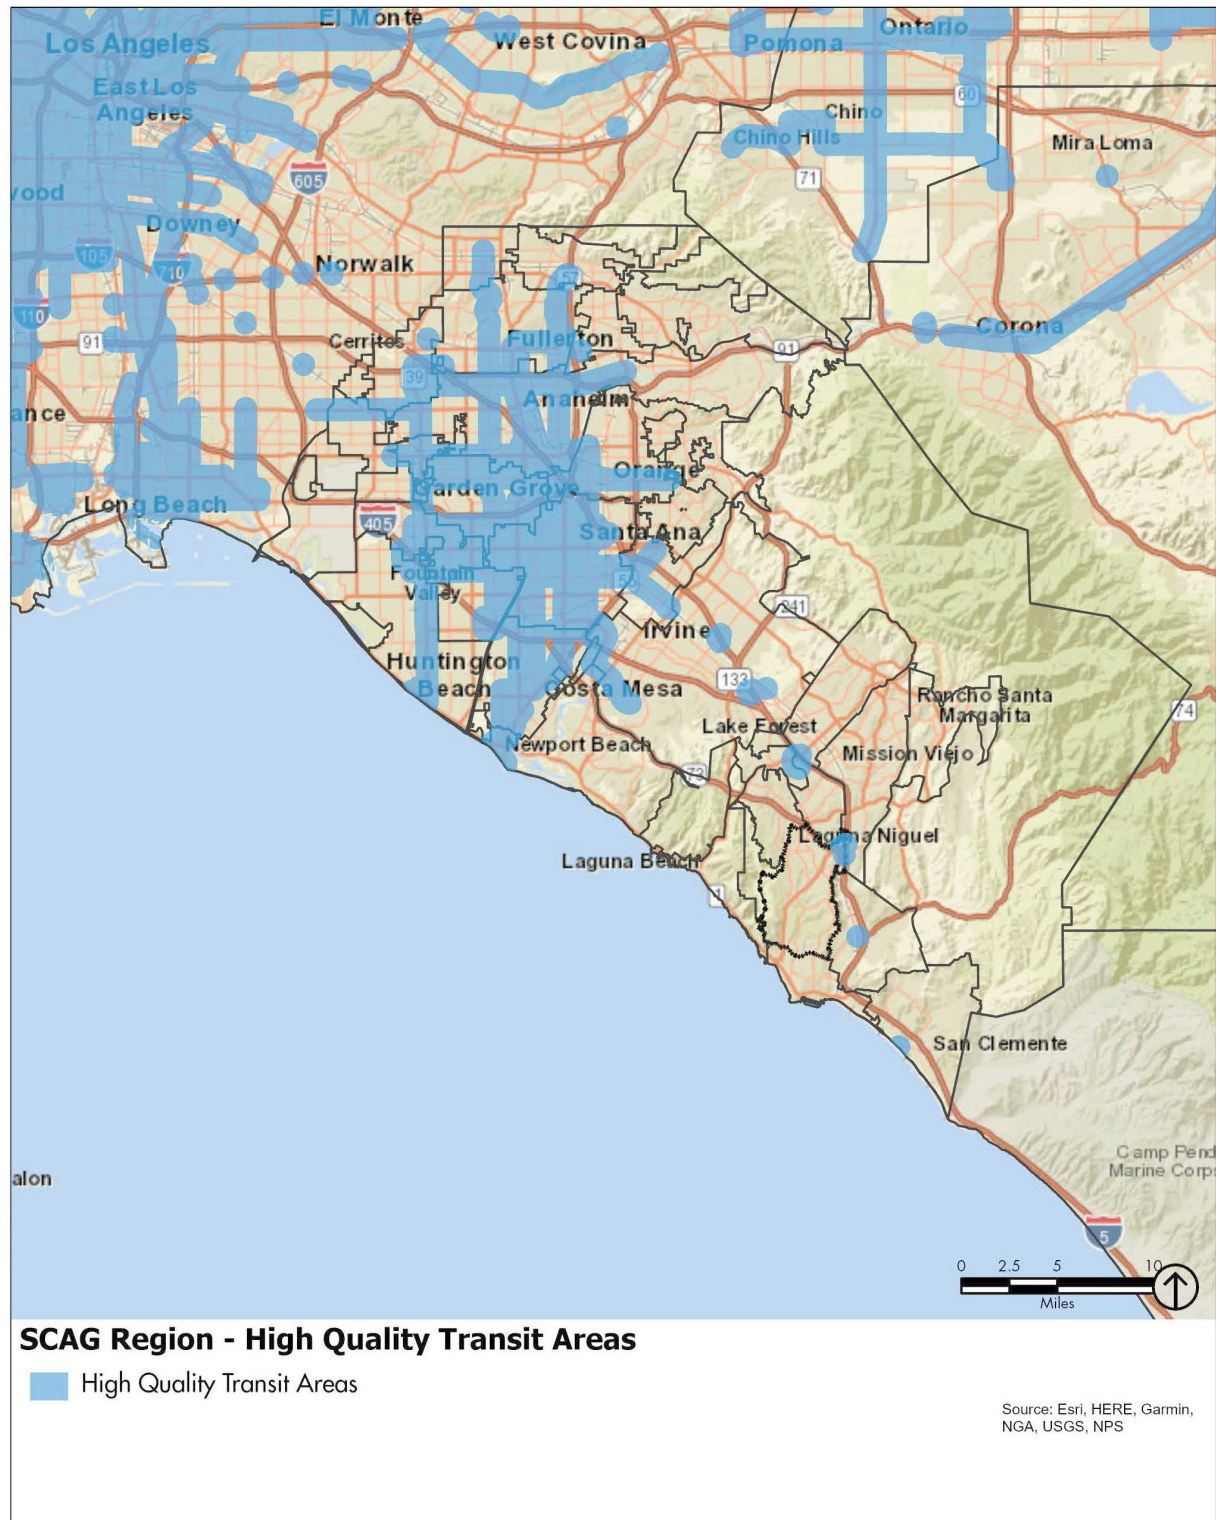 El Monte
Los Angeles
West Covina
Pomona
Ontario
East Los
Angeles
60
Chino
Chino Hills
Mira Loma
605
71
wood
Downey
105
710
Norwalk
57
110
91
Cerritos
Fullerton
Corona
91
39
Anaheim
ance
Orange
Garden Grove
Long Beach
405
Santa Ana
Fountain
Valley
55
241
Irvine
Huntington
Beach
Costa Mesa
133
Rancho Santa
Margarita
74
Lake Forest
Newport Beach
Mission Viejo
73
Laguna Niguel
Laguna Beach
1
San Clemente
Camp Pend
Marine Corps
alon
5
0 2.5 5 10
Miles
SCAG Region - High Quality Transit Areas
High Quality Transit Areas
Source: Esri, HERE, Garmin,
NGA, USGS, NPS